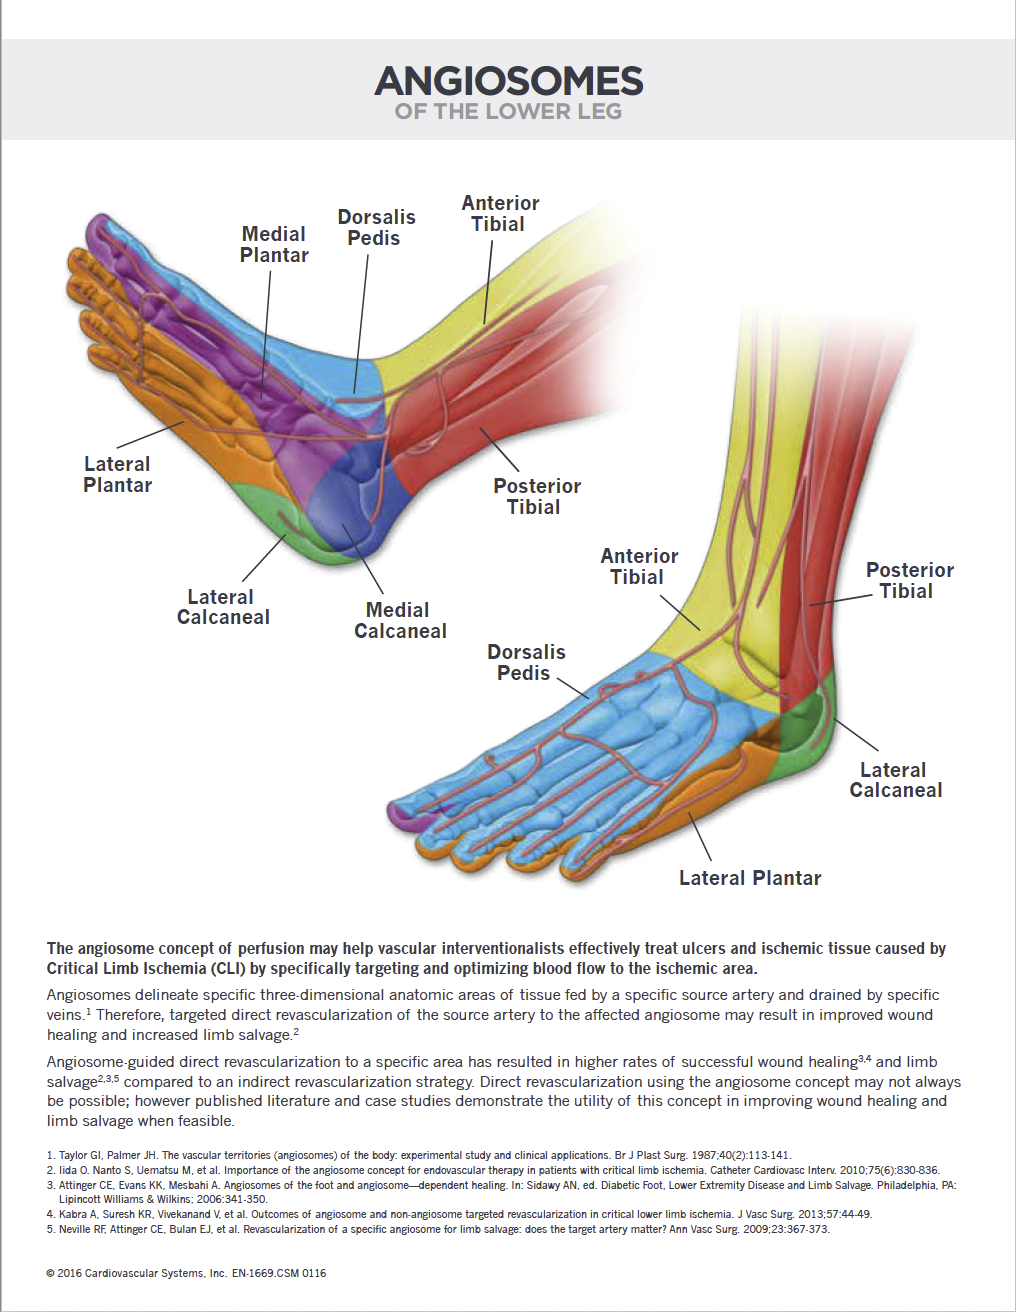 ANGIOSOMES
OF THE LOWER LEG
Anterior
Tibial
Dorsalis
Pedis
Medial
Plantar
Lateral
Plantar
Posterior
Tibial
Lateral
Calcaneal
Medial
Calcaneal
Anterior
Tibial
Posterior
Tibial
Dorsalis
Pedis
Lateral
Calcaneal
Lateral Plantar
The angiosome concept of perfusion may help vascular interventionalists effectively treat ulcers and ischemic tissue caused by
Critical Limb Ischemia (CLI) by specifically targeting and optimizing blood flow to the ischemic area.
Angiosomes delineate specific three-dimensional anatomic areas of tissue fed by a specific source artery and drained by specific
veins.1 Therefore, targeted direct revascularization of the source artery to the affected angiosome may result in improved wound
healing and increased limb salvage.2
Angiosome-guided direct revascularization to a specific area has resulted in higher rates of successful wound healing3,4 and limb
salvage2,3,5 compared to an indirect revascularization strategy. Direct revascularization using the angiosome concept may not always
be possible; however published literature and case studies demonstrate the utility of this concept in improving wound healing and
limb salvage when feasible.
1. Taylor GI, Palmer JH. The vascular territories (angiosomes) of the body: experimental study and clinical applications. Br J Plast Surg. 1987;40(2):113-141.
2. Iida O. Nanto S, Uematsu M, et al. Importance of the angiosome concept for endovascular therapy in patients with critical limb ischemia. Catheter Cardiovasc Interv. 2010;75(6):830-836.
3. Attinger CE, Evans KK, Mesbahi A. Angiosomes of the foot and angiosome—dependent healing. In: Sidawy AN, ed. Diabetic Foot, Lower Extremity Disease and Limb Salvage. Philadelphia, PA:
Lipincott Williams & Wilkins; 2006:341-350.
4. Kabra A, Suresh KR, Vivekanand V, et al. Outcomes of angiosome and non-angiosome targeted revascularization in critical lower limb ischemia. J Vasc Surg. 2013;57:44-49.
5. Neville RF, Attinger CE, Bulan EJ, et al. Revascularization of a specific angiosome for limb salvage: does the target artery matter? Ann Vasc Surg. 2009;23:367-373.
© 2016 Cardiovascular Systems, Inc. EN-1669.CSM 0116